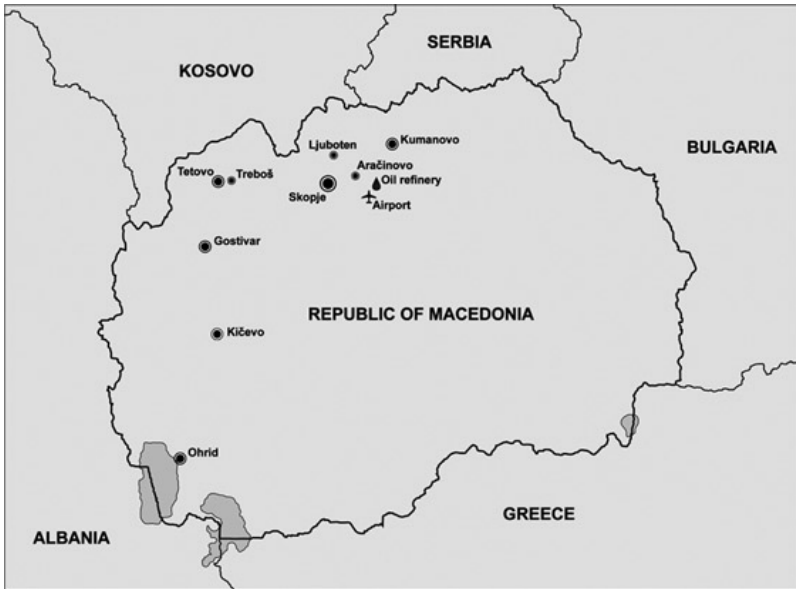 SERBIA
KOSOVO
Kumanovo
Ljuboten
BULGARIA
Aračinovo
Tetovo
Treboš
Oil refinery
Skopje
Airport
Gostivar
REPUBLIC OF MACEDONIA
Kičevo
Ohrid
GREECE
ALBANIA